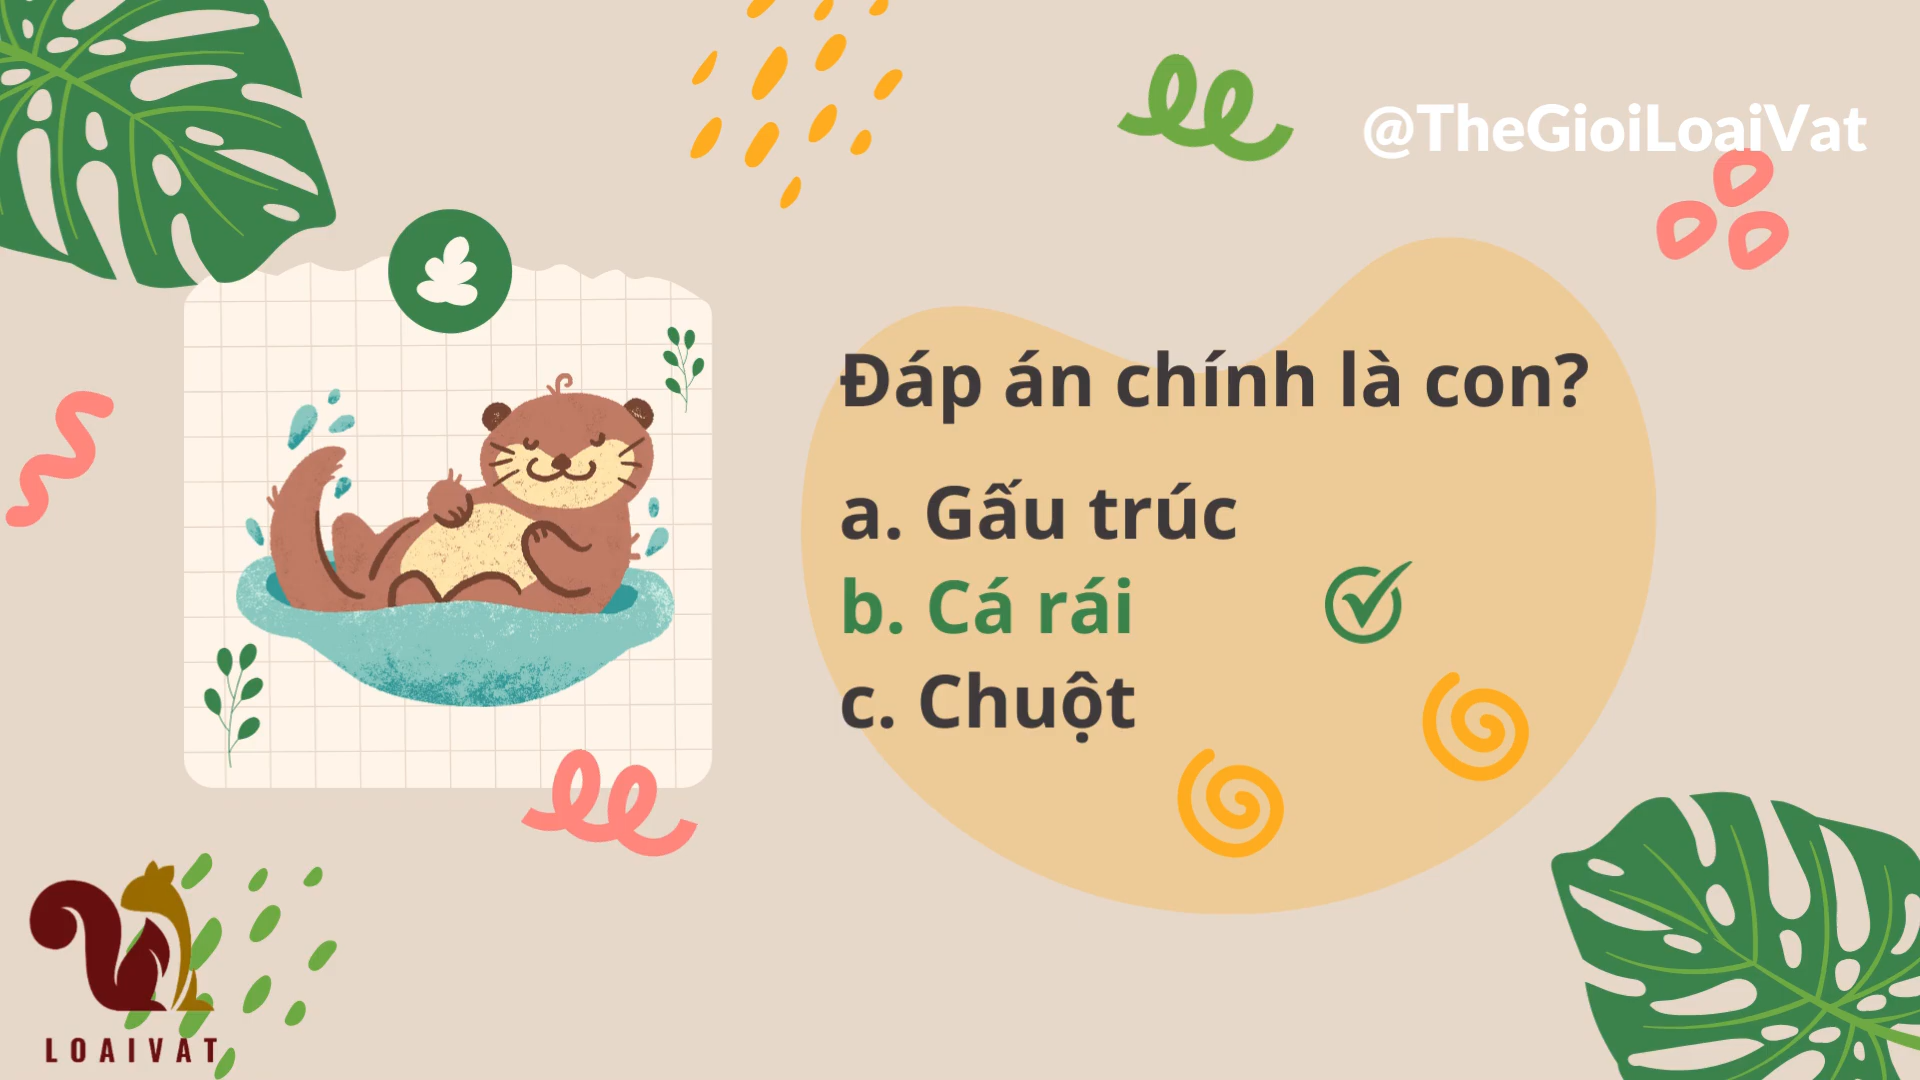 @TheGioiLoaiVat
Đáp án chính là con?
a. Gấu trúc
b. Cá rái
c. Chuột
LOAIVAT